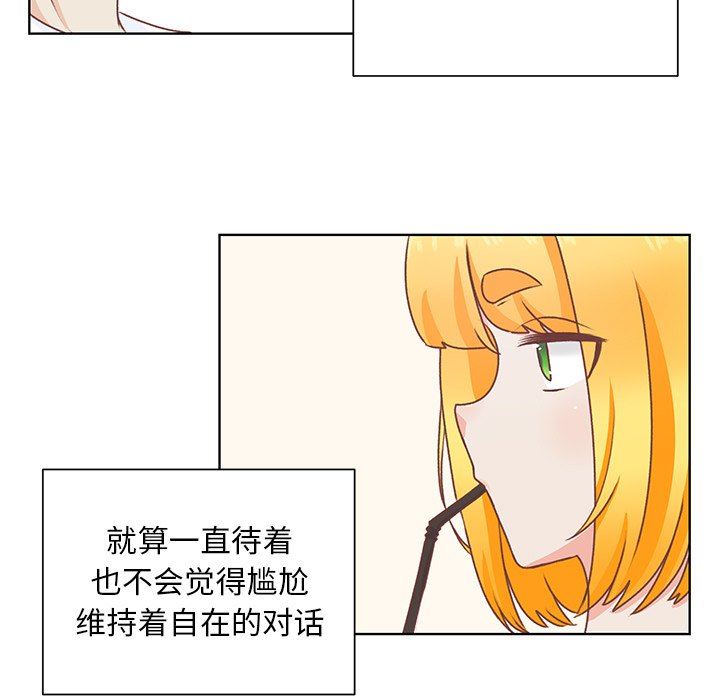 就算一直待着
也不会觉得尴尬
维持着自在的对话